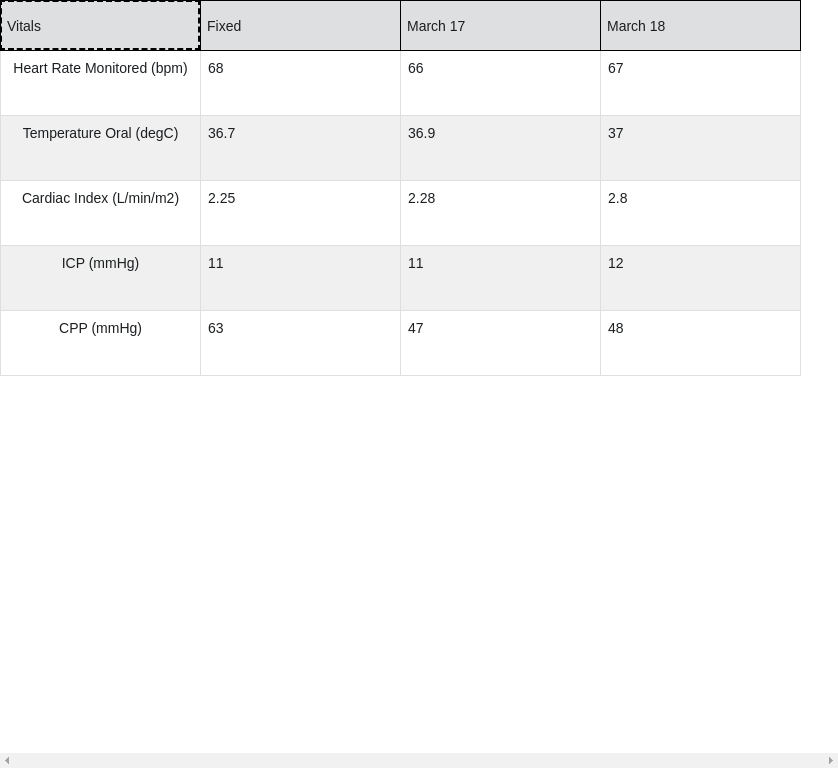 Vitals Fixed March 17 March 18
Heart Rate Monitored (bpm) 68 66 67
Temperature Oral (degC) 36.7 36.9 37
Cardiac Index (L/min/m2) 2.25 2.28 2.8
ICP (mmHg) 11 11 12
CPP (mmHg) 63 47 48